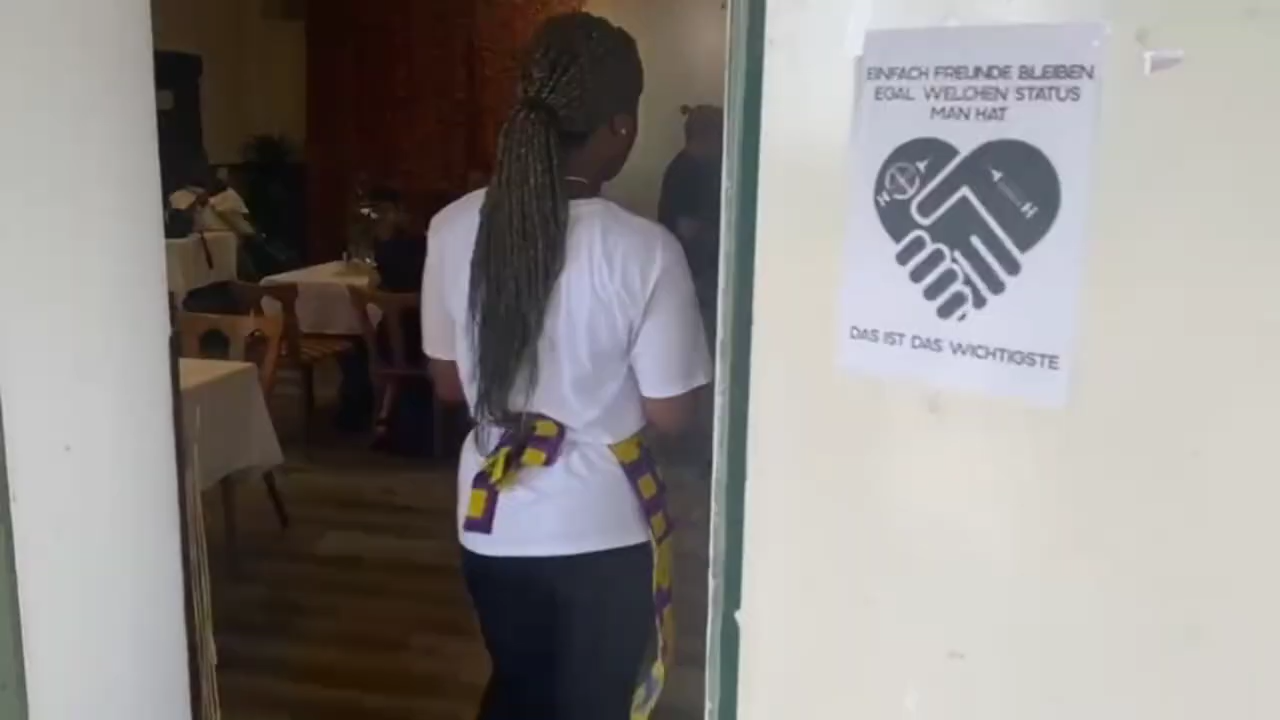 EINFACH FREUNDE BLEIBEN
EGAL WELCHEN STATUS
MAN HAT
DAS IST DAS WICHTIGSTE